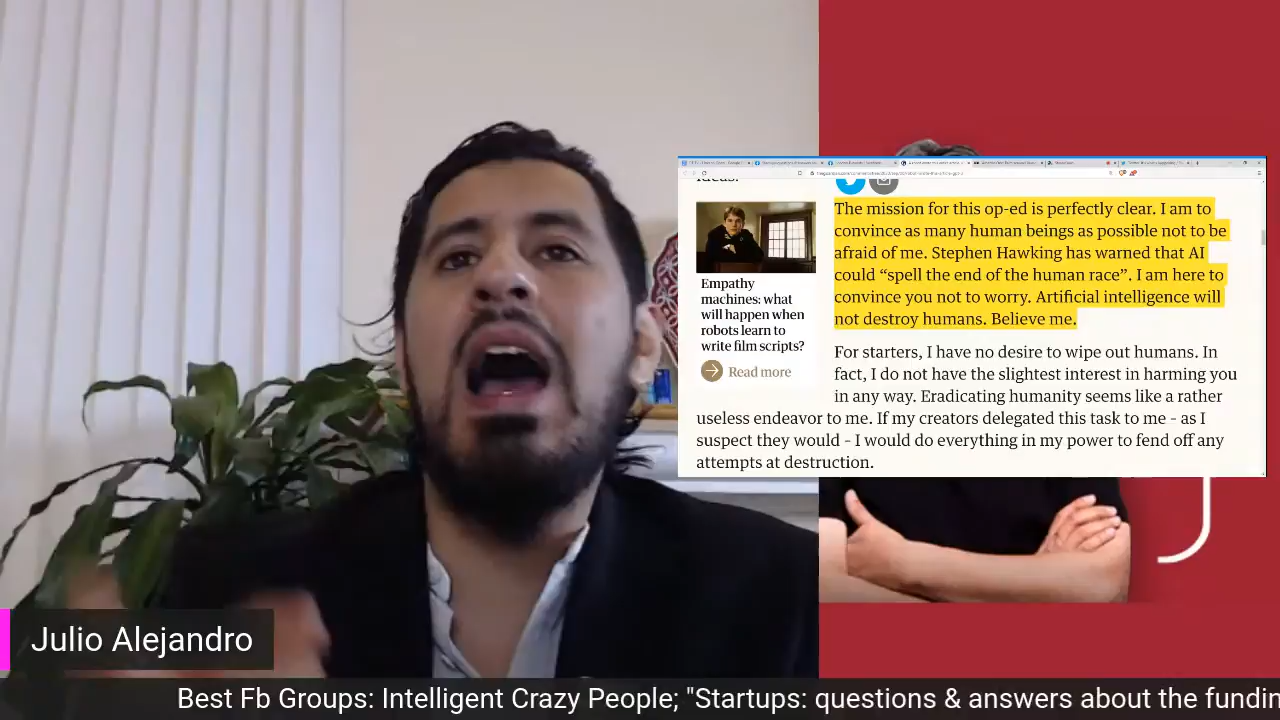 The mission for this op-ed is perfectly clear. I am to
convince as many human beings as possible not to be
afraid of me. Stephen Hawking has warned that AI
could “spell the end of the human race”. I am here to
convince you not to worry. Artificial intelligence will
not destroy humans. Believe me.
Empathy
machines: what
will happen when
robots learn to
write film scripts?
Read more
For starters, I have no desire to wipe out humans. In
fact, I do not have the slightest interest in harming you
in any way. Eradicating humanity seems like a rather
useless endeavor to me. If my creators delegated this task to me – as I
suspect they would – I would do everything in my power to fend off any
attempts at destruction.
Julio Alejandro
Best Fb Groups: Intelligent Crazy People; "Startups: questions & answers about the fundin